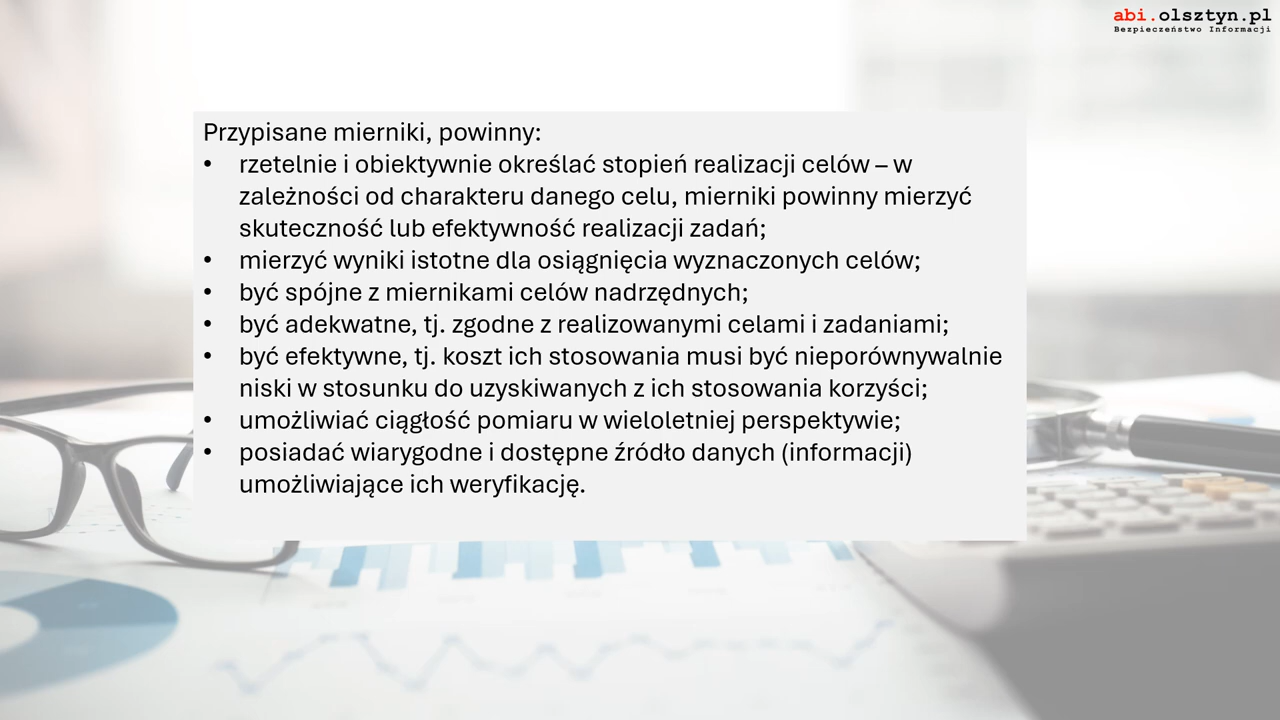 abi.olsztyn.pl
Bezpieczeństwo Informacji
Przypisane mierniki, powinny:
• rzetelnie i obiektywnie określać stopień realizacji celów – w
zależności od charakteru danego celu, mierniki powinny mierzyć
skuteczność lub efektywność realizacji zadań;
• mierzyć wyniki istotne dla osiągnięcia wyznaczonych celów;
• być spójne z miernikami celów nadrzędnych;
• być adekwatne, tj. zgodne z realizowanymi celami i zadaniami;
• być efektywne, tj. koszt ich stosowania musi być nieporównywalnie
niski w stosunku do uzyskiwanych z ich stosowania korzyści;
• umożliwiać ciągłość pomiaru w wieloletniej perspektywie;
• posiadać wiarygodne i dostępne źródło danych (informacji)
umożliwiające ich weryfikację.